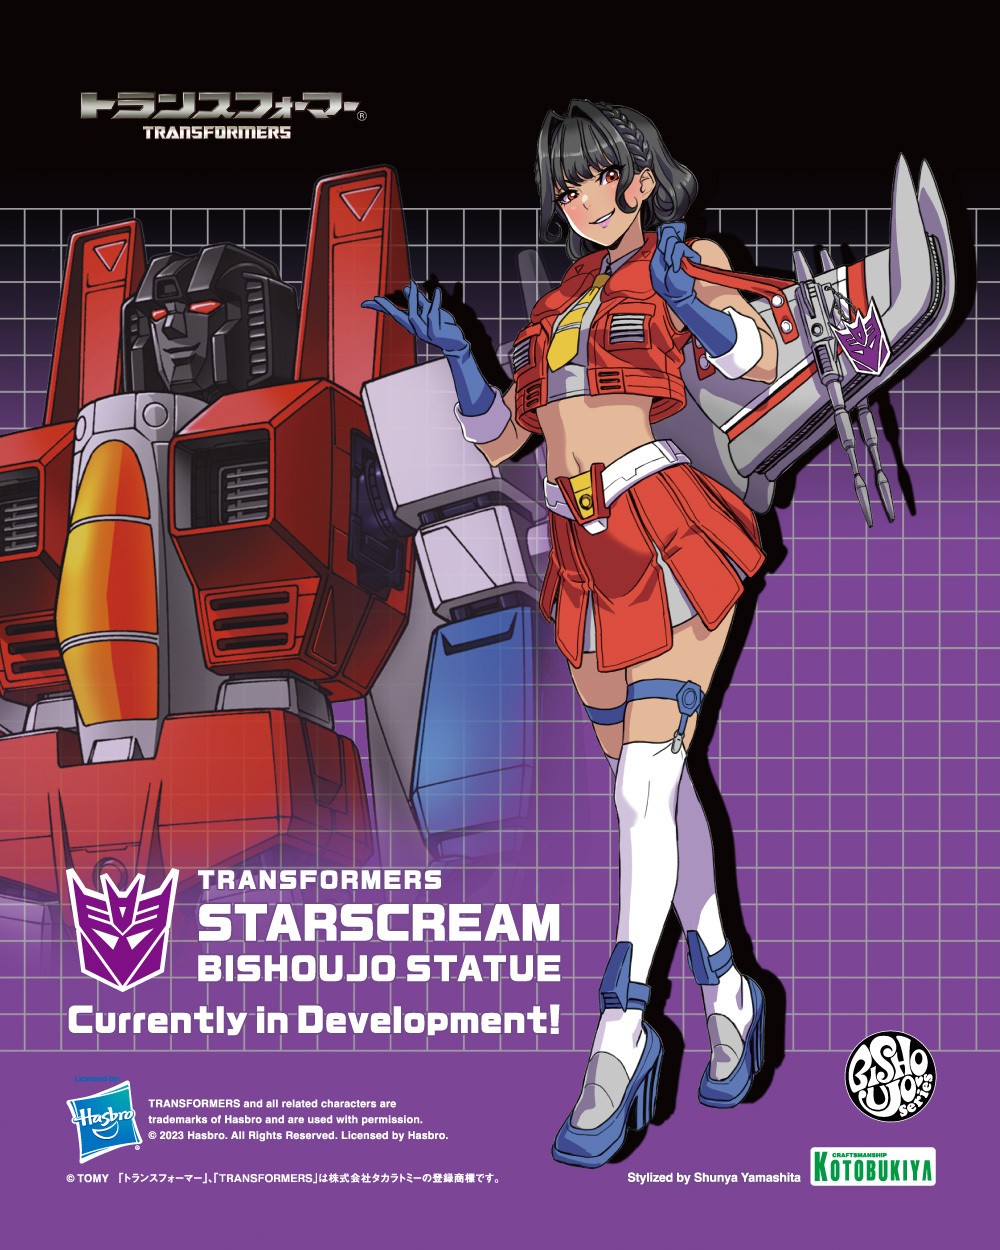 トランスフォーマー®
TRANSFORMERS
TRANSFORMERS
STARSCREAM
BISHOUJO STATUE
Currently in Development!
Licensed by:
Hasbro
®
TRANSFORMERS and all related characters are
trademarks of Hasbro and are used with permission.
© 2023 Hasbro. All Rights Reserved. Licensed by Hasbro.
© TOMY 「トランスフォーマー」、「TRANSFORMERS」は株式会社タカラトミーの登録商標です。
BISHOUJO series
Stylized by Shunya Yamashita
CRAFTSMANSHIP
KOTOBUKIYA